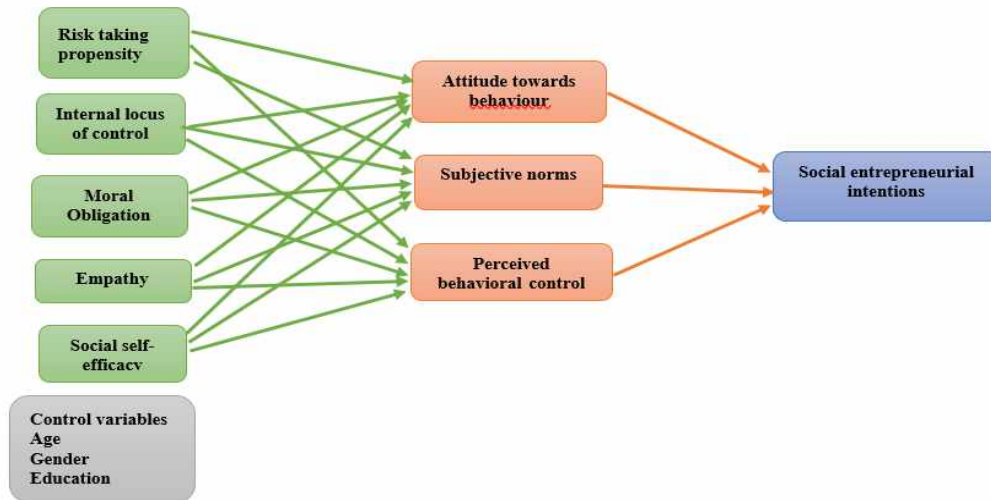 Risk taking
propensity
Internal locus
of control
Moral
Obligation
Empathy
Social self-
efficacy
Control variables
Age
Gender
Education
Attitude towards
behaviour
Subjective norms
Perceived
behavioral control
Social entrepreneurial
intentions